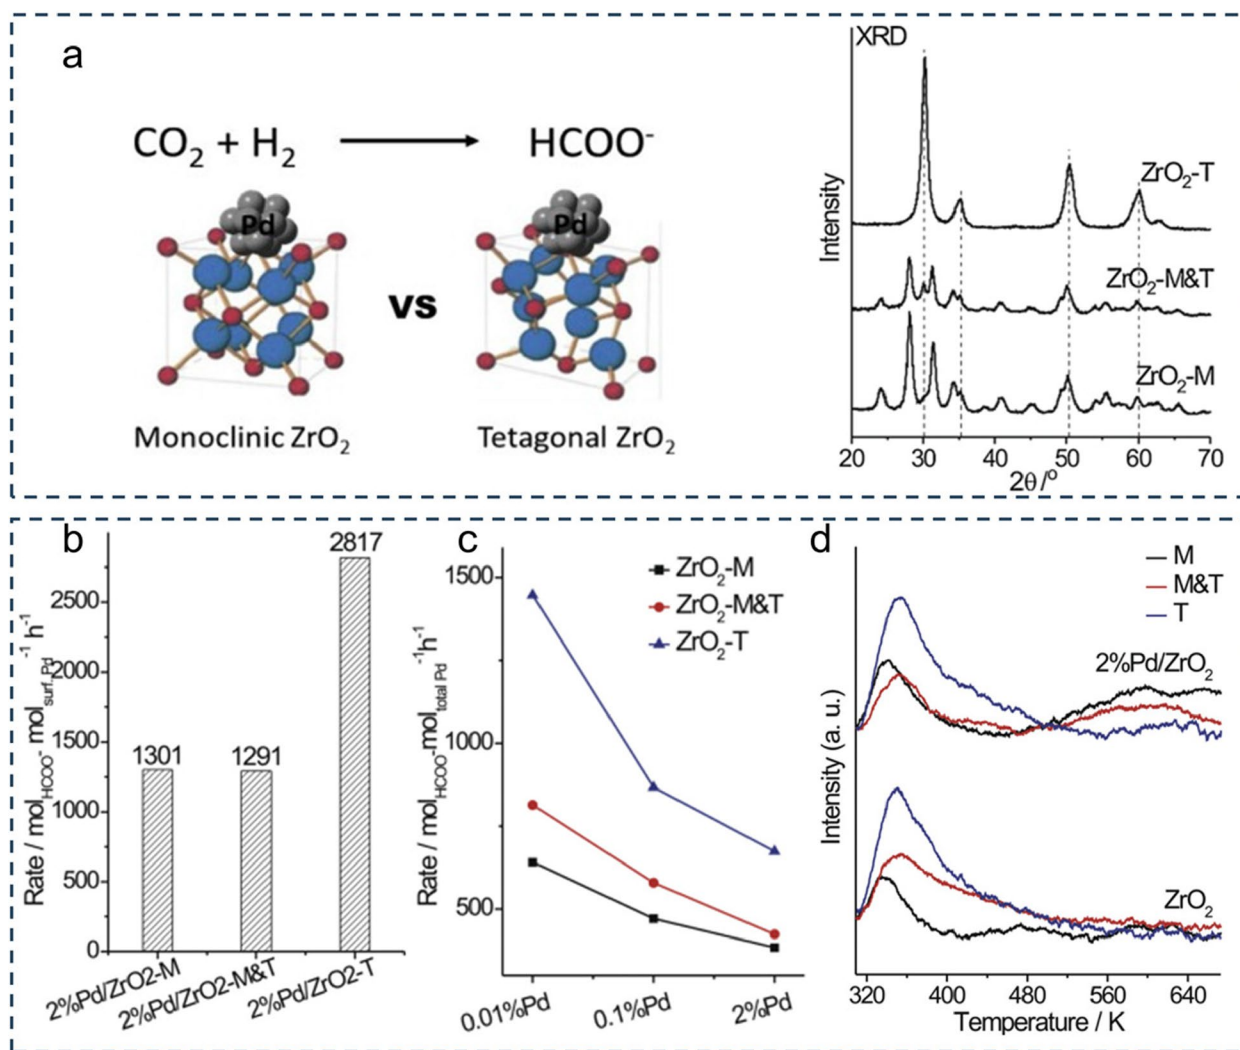 a
CO2 + H2
HCOO-
Pd
Pd
vs
Monoclinic ZrO2
Tetagonal ZrO2
XRD
Intensity
ZrO2-T
ZrO2-M&T
ZrO2-M
20 30 40 50 60 70
2θ/º
b
Rate / molHCOO- molsurf. Pd-1 h-1
2500
2000
1500
1000
500
0
1301
1291
2817
2%Pd/ZrO2-M
2%Pd/ZrO2-M&T
2%Pd/ZrO2-T
c
Rate / molHCOO-moltotal Pd-1h-1
1500
1000
500
ZrO2-M
ZrO2-M&T
ZrO2-T
0.01%Pd 0.1%Pd 2%Pd
d
Intensity (a. u.)
M
M&T
T
2%Pd/ZrO2
ZrO2
320 400 480 560 640
Temperature / K